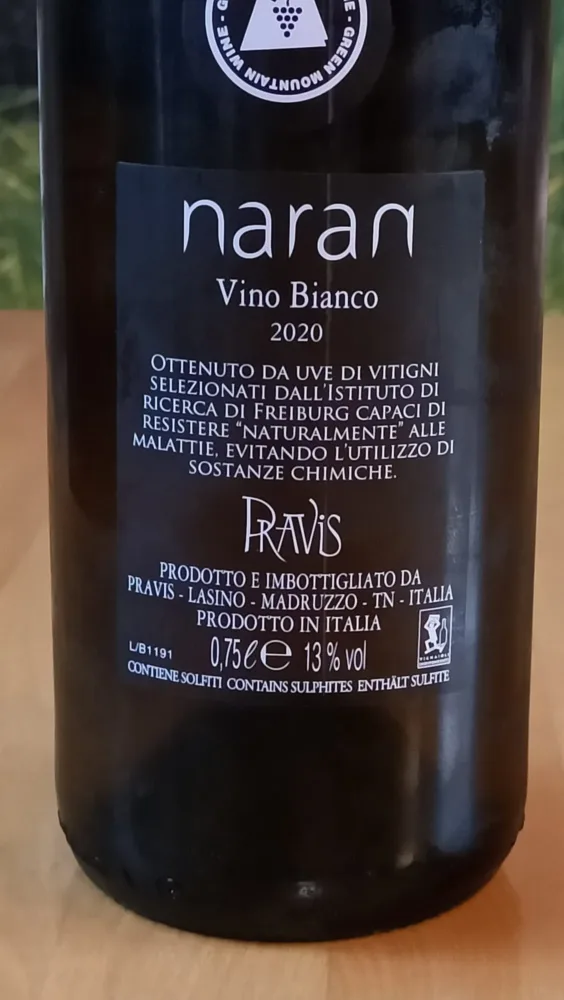 GREEN MOUNTAIN WINE
naran
Vino Bianco
2020
OTTENUTO DA UVE DI VITIGNI
SELEZIONATI DALL'ISTITUTO DI
RICERCA DI FREIBURG CAPACI DI
RESISTERE "NATURALMENTE" ALLE
MALATTIE, EVITANDO L'UTILIZZO DI
SOSTANZE CHIMICHE.
PRAVIS
PRODOTTO E IMBOTTIGLIATO DA
PRAVIS - LASINO - MADRUZZO - TN - ITALIA
PRODOTTO IN ITALIA
L/B1191 0,75 ℓ ℮ 13 % vol
CONTIENE SOLFITI CONTAINS SULPHITES ENTHÄLT SULFITE